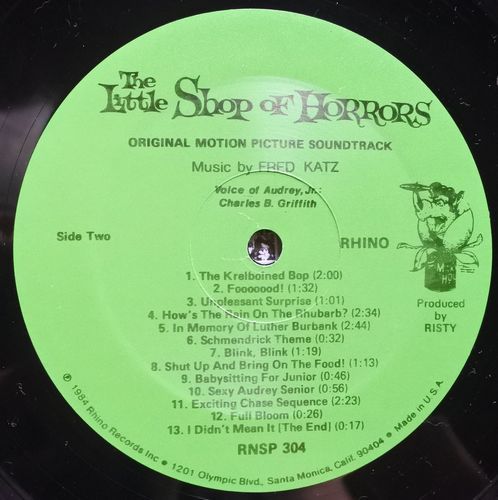 The
Little Shop of Horrors
ORIGINAL MOTION PICTURE SOUNDTRACK
Music by FRED KATZ
Voice of Audrey, Jr.:
Charles B. Griffith
Side Two
RHINO
Produced
by
RISTY
1. The Krelboined Bop (2:00)
2. Fooooood! (1:32)
3. Unpleasant Surprise (1:01)
4. How's The Rain On The Rhubarb? (2:34)
5. In Memory Of Luther Burbank (2:44)
6. Schmendrick Theme (0:32)
7. Blink, Blink (1:19)
8. Shut Up And Bring On The Food! (1:13)
9. Babysitting For Junior (0:46)
10. Sexy Audrey Senior (0:56)
11. Exciting Chase Sequence (2:23)
12. Full Bloom (0:26)
13. I Didn't Mean It [The End] (0:17)
RNSP 304
℗ 1984 Rhino Records Inc • 1201 Olympic Blvd., Santa Monica, Calif. 90404 • Made in U.S.A.